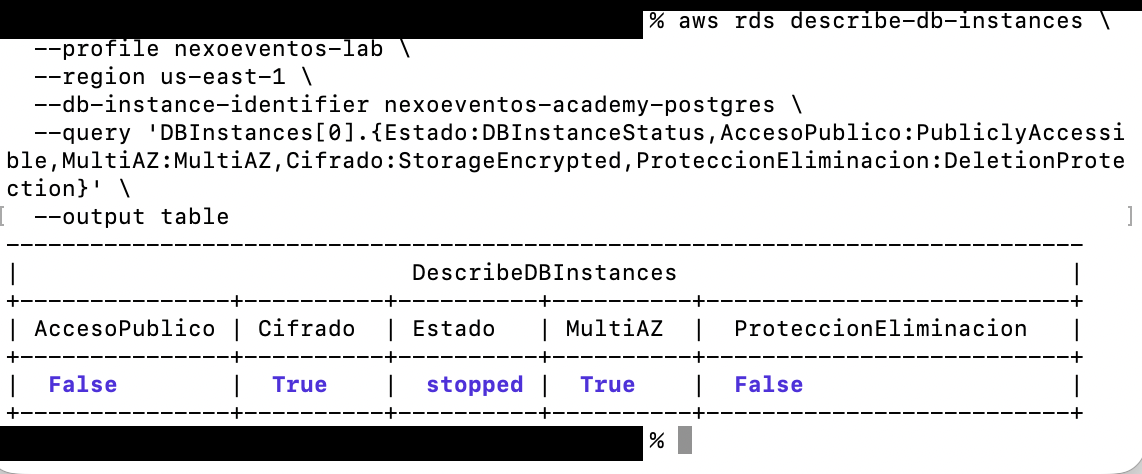 % aws rds describe-db-instances \
--profile nexoeventos-lab \
--region us-east-1 \
--db-instance-identifier nexoeventos-academy-postgres \
--query 'DBInstances[0].{Estado:DBInstanceStatus,AccesoPublico:PubliclyAccessi
ble,MultiAZ:MultiAZ,Cifrado:StorageEncrypted,ProteccionEliminacion:DeletionProte
ction}' \
[ --output table ]
-----------------------------------------------------------------------------
| DescribeDBInstances |
+---------------+----------+----------+----------+--------------------------+
| AccesoPublico | Cifrado | Estado | MultiAZ | ProteccionEliminacion |
+---------------+----------+----------+----------+--------------------------+
| False | True | stopped | True | False |
+---------------+----------+----------+----------+--------------------------+
%